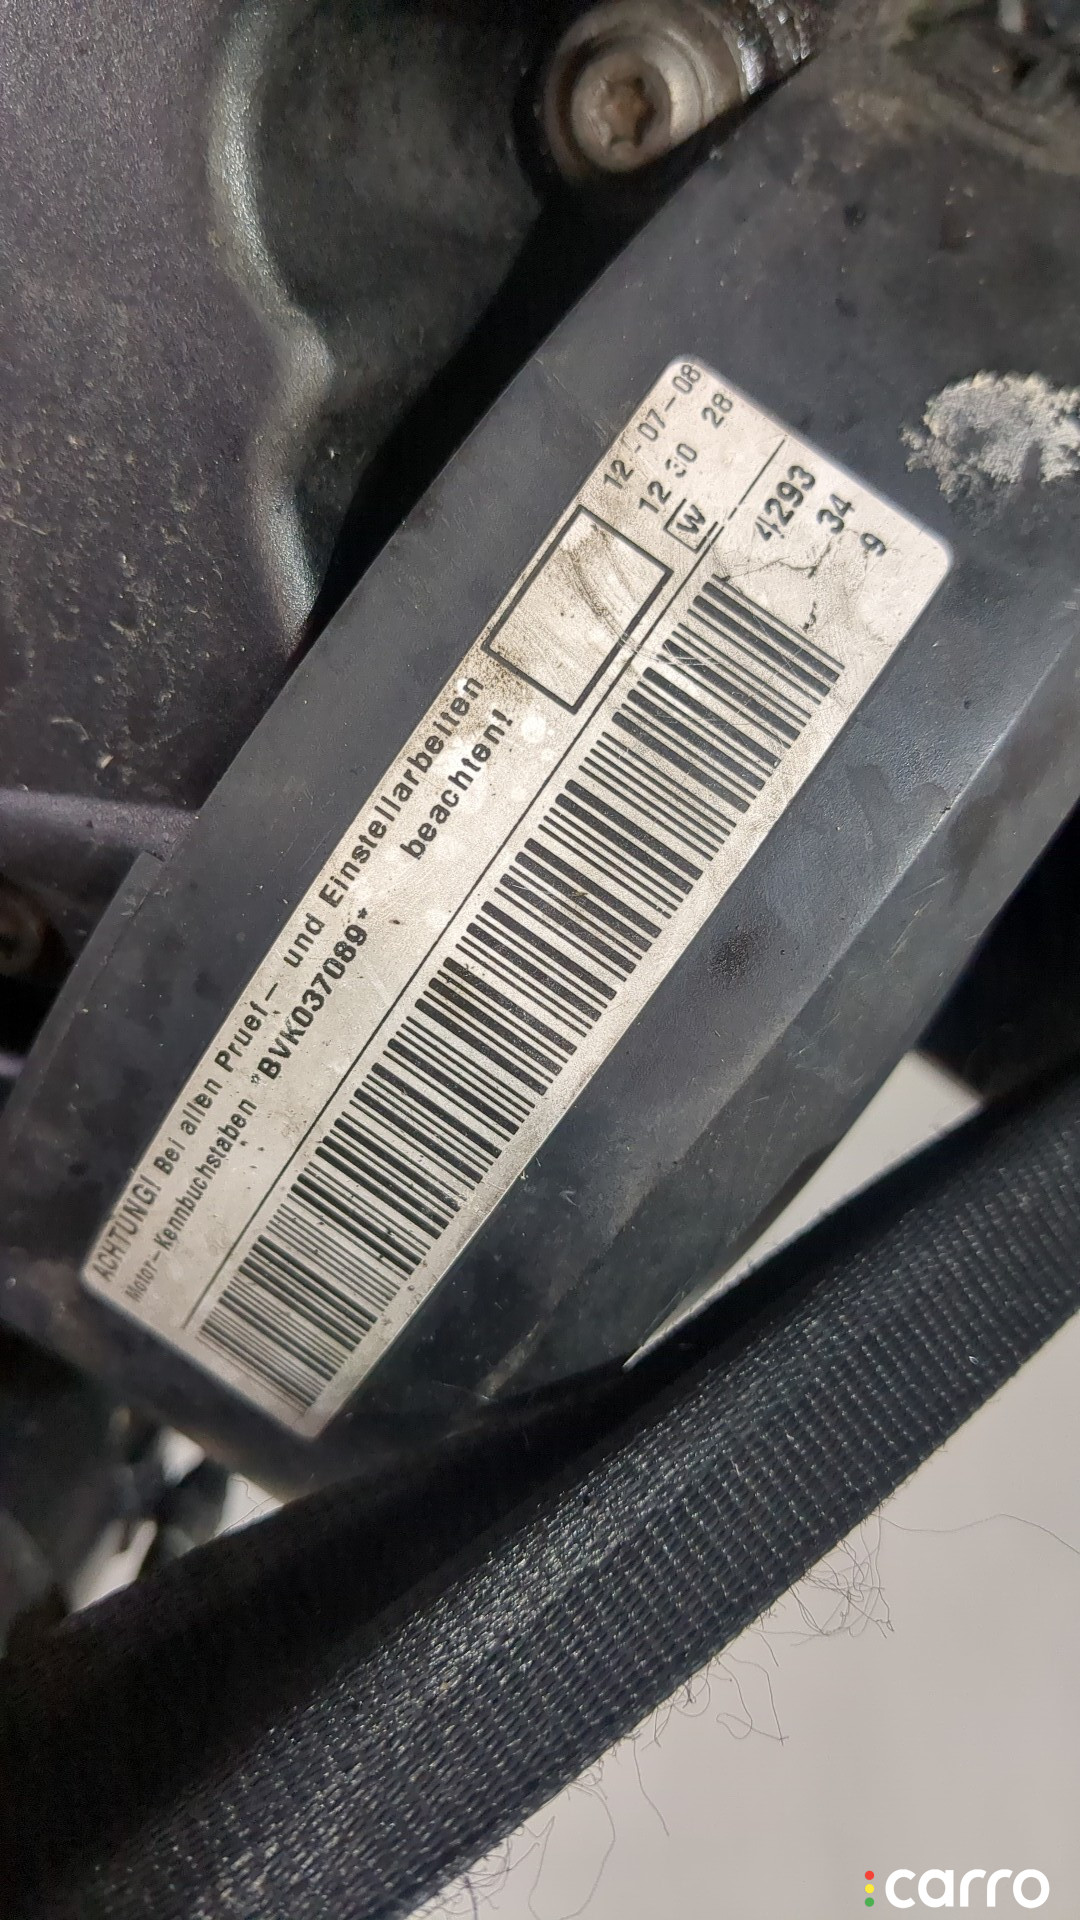 ACHTUNG! Bei allen Pruef- und Einstellarbeiten
Motor-Kennbuchstaben *BVK037089* beachten!
12-07-08
12 30 28
W
4293
34
9
carro